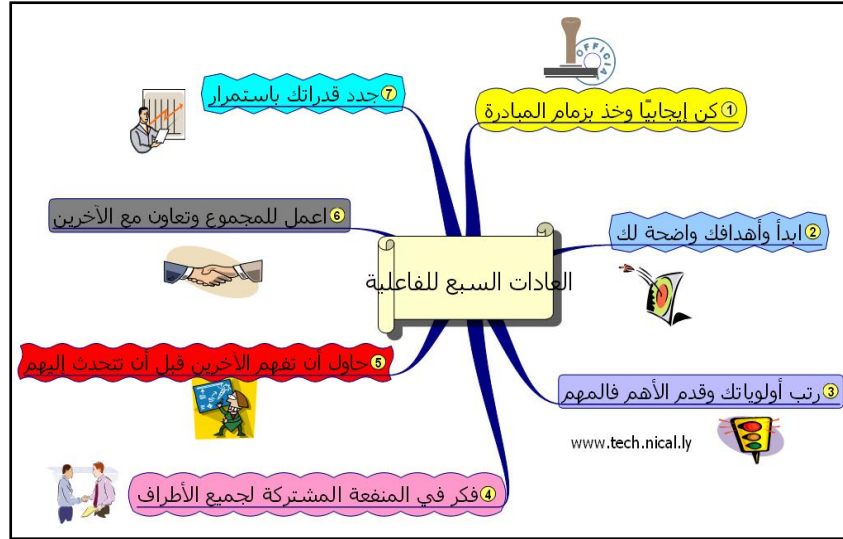 العادات السبع للفاعلية
1 كن إيجابيًا وخذ بزمام المبادرة
2 ابدأ وأهدافك واضحة لك
3 رتب أولوياتك وقدم الأهم فالمهم
4 فكر في المنفعة المشتركة لجميع الأطراف
5 حاول أن تفهم الآخرين قبل أن تتحدث إليهم
6 اعمل للمجموع وتعاون مع الآخرين
7 جدد قدراتك باستمرار
www.tech.nical.ly
OFFICIA